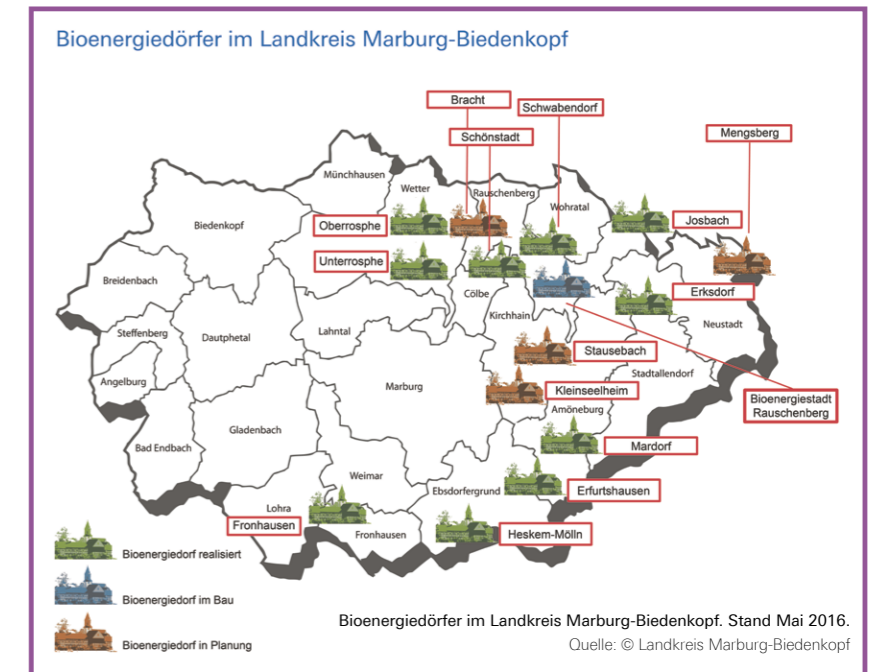 Bioenergiedörfer im Landkreis Marburg-Biedenkopf
Bracht
Schwabendorf
Schönstadt
Mengsberg
Münchhausen
Wetter
Rauschenberg
Wohratal
Biedenkopf
Oberrosphe
Josbach
Unterrosphe
Breidenbach
Cölbe
Erksdorf
Kirchhain
Neustadt
Steffenberg
Dautphetal
Lahntal
Stausebach
Stadtallendorf
Angelburg
Marburg
Kleinseelheim
Bioenergiestadt
Rauschenberg
Amöneburg
Gladenbach
Bad Endbach
Mardorf
Weimar
Ebsdorfergrund
Erfurtshausen
Lohra
Fronhausen
Fronhausen
Heskem-Mölln
Bioenergiedorf realisiert
Bioenergiedorf im Bau
Bioenergiedorf in Planung
Bioenergiedörfer im Landkreis Marburg-Biedenkopf. Stand Mai 2016.
Quelle: © Landkreis Marburg-Biedenkopf